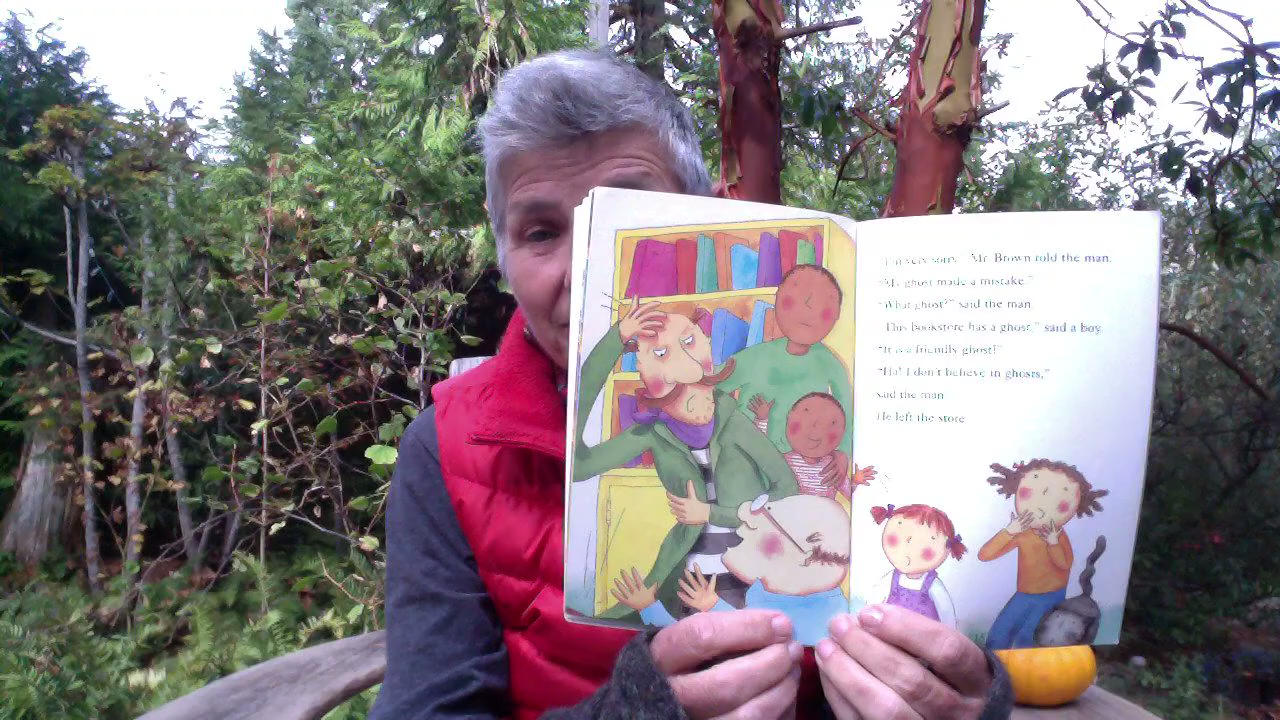 "I'm very sorry," Mr. Brown told the man.
"My ghost made a mistake."
"What ghost?" said the man.
"This Bookstore has a ghost," said a boy.
"It is a friendly ghost!"
"Ha! I don't believe in ghosts,"
said the man.
He left the store.